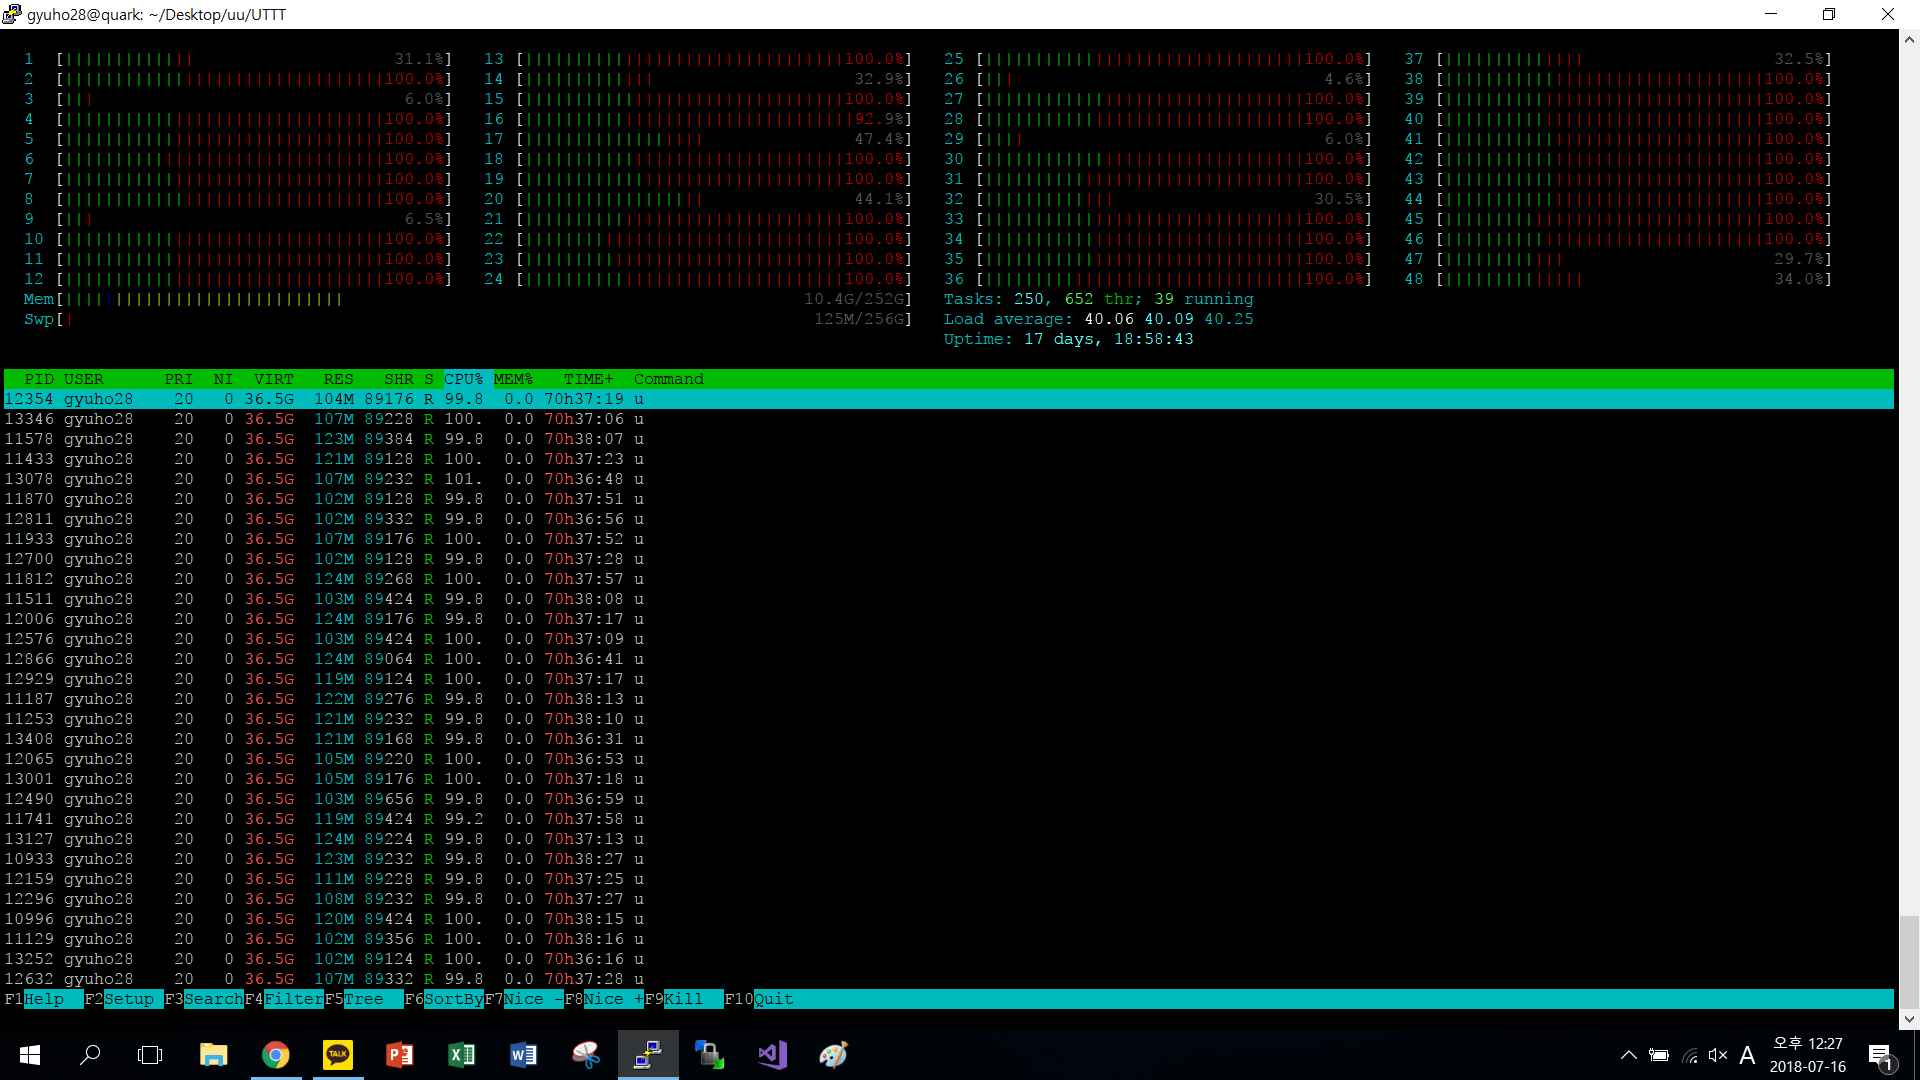 gyuho28@quark: ~/Desktop/uu/UTTT
1 [ 31.1%] 13 [ 100.0%] 25 [ 100.0%] 37 [ 32.5%]
2 [ 100.0%] 14 [ 32.9%] 26 [ 4.6%] 38 [ 100.0%]
3 [ 6.0%] 15 [ 100.0%] 27 [ 100.0%] 39 [ 100.0%]
4 [ 100.0%] 16 [ 92.9%] 28 [ 100.0%] 40 [ 100.0%]
5 [ 100.0%] 17 [ 47.4%] 29 [ 6.0%] 41 [ 100.0%]
6 [ 100.0%] 18 [ 100.0%] 30 [ 100.0%] 42 [ 100.0%]
7 [ 100.0%] 19 [ 100.0%] 31 [ 100.0%] 43 [ 100.0%]
8 [ 100.0%] 20 [ 44.1%] 32 [ 30.5%] 44 [ 100.0%]
9 [ 6.5%] 21 [ 100.0%] 33 [ 100.0%] 45 [ 100.0%]
10 [ 100.0%] 22 [ 100.0%] 34 [ 100.0%] 46 [ 100.0%]
11 [ 100.0%] 23 [ 100.0%] 35 [ 100.0%] 47 [ 29.7%]
12 [ 100.0%] 24 [ 100.0%] 36 [ 100.0%] 48 [ 34.0%]
Mem[ 10.4G/252G] Tasks: 250, 652 thr; 39 running
Swp[ 125M/256G] Load average: 40.06 40.09 40.25
Uptime: 17 days, 18:58:43
PID USER PRI NI VIRT RES SHR S CPU% MEM% TIME+ Command
12354 gyuho28 20 0 36.5G 104M 89176 R 99.8 0.0 70h37:19 u
13346 gyuho28 20 0 36.5G 107M 89228 R 100. 0.0 70h37:06 u
11578 gyuho28 20 0 36.5G 123M 89384 R 99.8 0.0 70h38:07 u
11433 gyuho28 20 0 36.5G 121M 89128 R 100. 0.0 70h37:23 u
13078 gyuho28 20 0 36.5G 107M 89232 R 101. 0.0 70h36:48 u
11870 gyuho28 20 0 36.5G 102M 89128 R 99.8 0.0 70h37:51 u
12811 gyuho28 20 0 36.5G 102M 89332 R 99.8 0.0 70h36:56 u
11933 gyuho28 20 0 36.5G 107M 89176 R 100. 0.0 70h37:52 u
12700 gyuho28 20 0 36.5G 102M 89128 R 99.8 0.0 70h37:28 u
11812 gyuho28 20 0 36.5G 124M 89268 R 100. 0.0 70h37:57 u
11511 gyuho28 20 0 36.5G 103M 89424 R 99.8 0.0 70h38:08 u
12006 gyuho28 20 0 36.5G 124M 89176 R 99.8 0.0 70h37:17 u
12576 gyuho28 20 0 36.5G 103M 89424 R 100. 0.0 70h37:09 u
12866 gyuho28 20 0 36.5G 124M 89064 R 100. 0.0 70h36:41 u
12929 gyuho28 20 0 36.5G 119M 89124 R 100. 0.0 70h37:17 u
11187 gyuho28 20 0 36.5G 122M 89276 R 99.8 0.0 70h38:13 u
11253 gyuho28 20 0 36.5G 121M 89232 R 99.8 0.0 70h38:10 u
13408 gyuho28 20 0 36.5G 121M 89168 R 99.8 0.0 70h36:31 u
12065 gyuho28 20 0 36.5G 105M 89220 R 100. 0.0 70h36:53 u
13001 gyuho28 20 0 36.5G 105M 89176 R 100. 0.0 70h37:18 u
12490 gyuho28 20 0 36.5G 103M 89656 R 99.8 0.0 70h36:59 u
11741 gyuho28 20 0 36.5G 119M 89424 R 99.2 0.0 70h37:58 u
13127 gyuho28 20 0 36.5G 124M 89224 R 99.8 0.0 70h37:13 u
10933 gyuho28 20 0 36.5G 123M 89232 R 99.8 0.0 70h38:27 u
12159 gyuho28 20 0 36.5G 111M 89228 R 99.8 0.0 70h37:25 u
12296 gyuho28 20 0 36.5G 108M 89232 R 99.8 0.0 70h37:27 u
10996 gyuho28 20 0 36.5G 120M 89424 R 100. 0.0 70h38:15 u
11129 gyuho28 20 0 36.5G 102M 89356 R 100. 0.0 70h38:16 u
13252 gyuho28 20 0 36.5G 102M 89124 R 100. 0.0 70h36:16 u
12632 gyuho28 20 0 36.5G 107M 89332 R 99.8 0.0 70h37:28 u
F1Help F2Setup F3SearchF4FilterF5Tree F6SortByF7Nice -F8Nice +F9Kill F10Quit
TALK
A
오후 12:27
2018-07-16
1